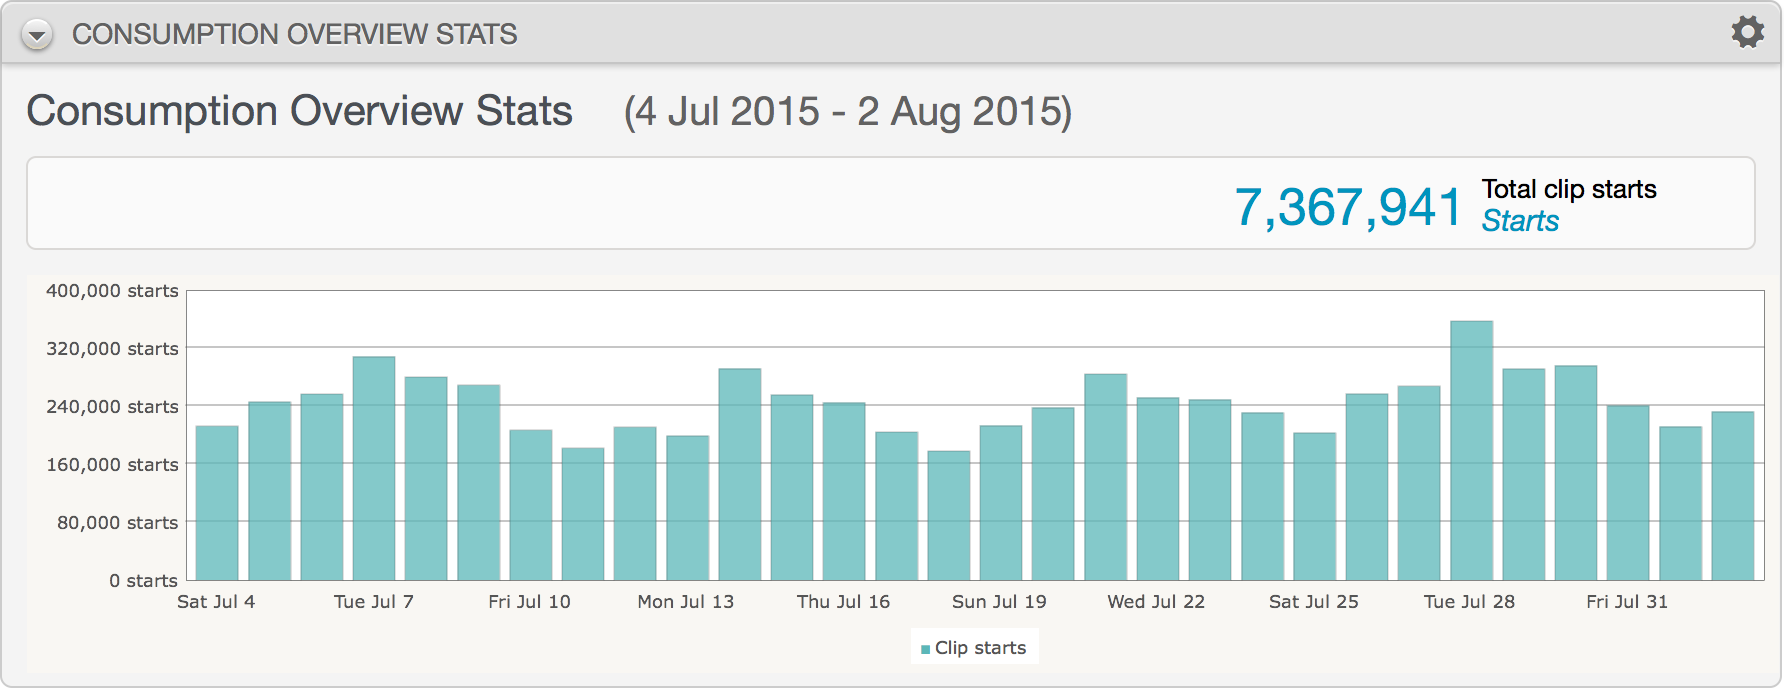 CONSUMPTION OVERVIEW STATS
Consumption Overview Stats (4 Jul 2015 - 2 Aug 2015)
7,367,941 Total clip starts
Starts
400,000 starts
320,000 starts
240,000 starts
160,000 starts
80,000 starts
0 starts
Sat Jul 4 Tue Jul 7 Fri Jul 10 Mon Jul 13 Thu Jul 16 Sun Jul 19 Wed Jul 22 Sat Jul 25 Tue Jul 28 Fri Jul 31
Clip starts